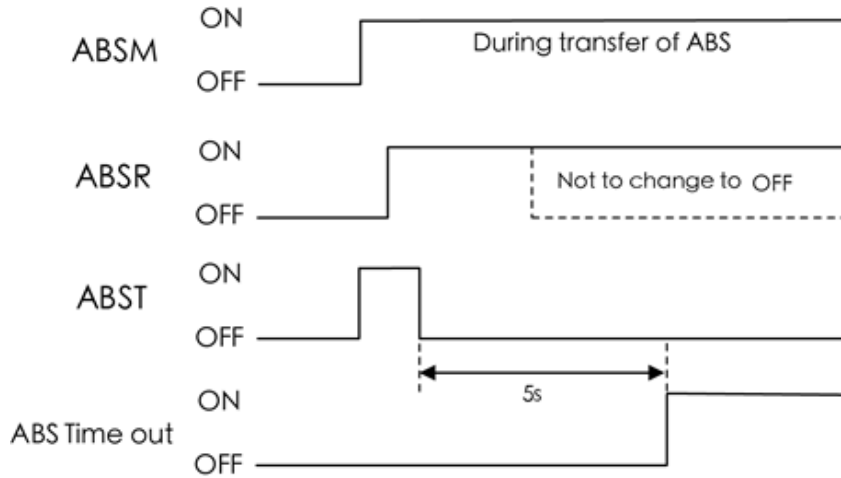 ON
ABSM
During transfer of ABS
OFF
ON
ABSR
Not to change to OFF
OFF
ON
ABST
OFF
5s
ON
ABS Time out
OFF